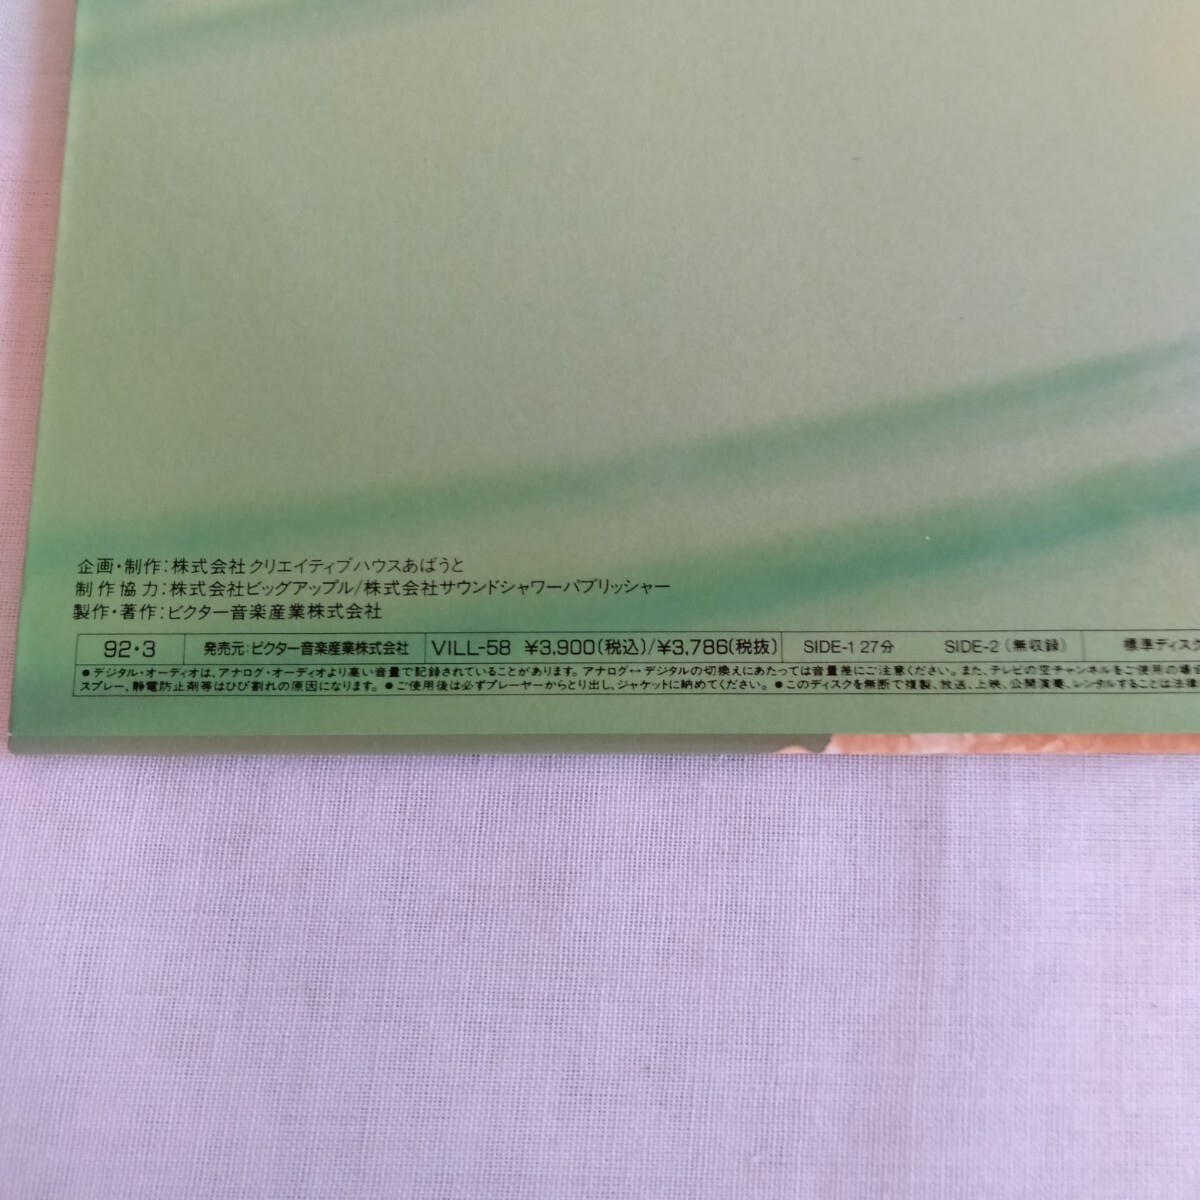 企画・制作：株式会社クリエイティブハウスあばうと
制作協力：株式会社ビッグアップル/株式会社サウンドシャワーパブリッシャー
製作・著作：ビクター音楽産業株式会社
92・3 発売元：ビクター音楽産業株式会社 VILL-58 ¥3,900(税込)/¥3,786(税抜) SIDE-1 27分 SIDE-2（無収録） 標準ディスク
●デジタル・オーディオは、アナログ・オーディオより高い音量で記録されていることがあります。アナログ↔デジタルの切換えにあたっては音量差にご注意ください。また、テレビの空チャンネルをご使用の場合
スプレー、静電防止剤等はひび割れの原因になります。●ご使用後は必ずプレーヤーからとり出し、ジャケットに納めてください。●このディスクを無断で複製、放送、上映、公開演奏、レンタルすることは法律